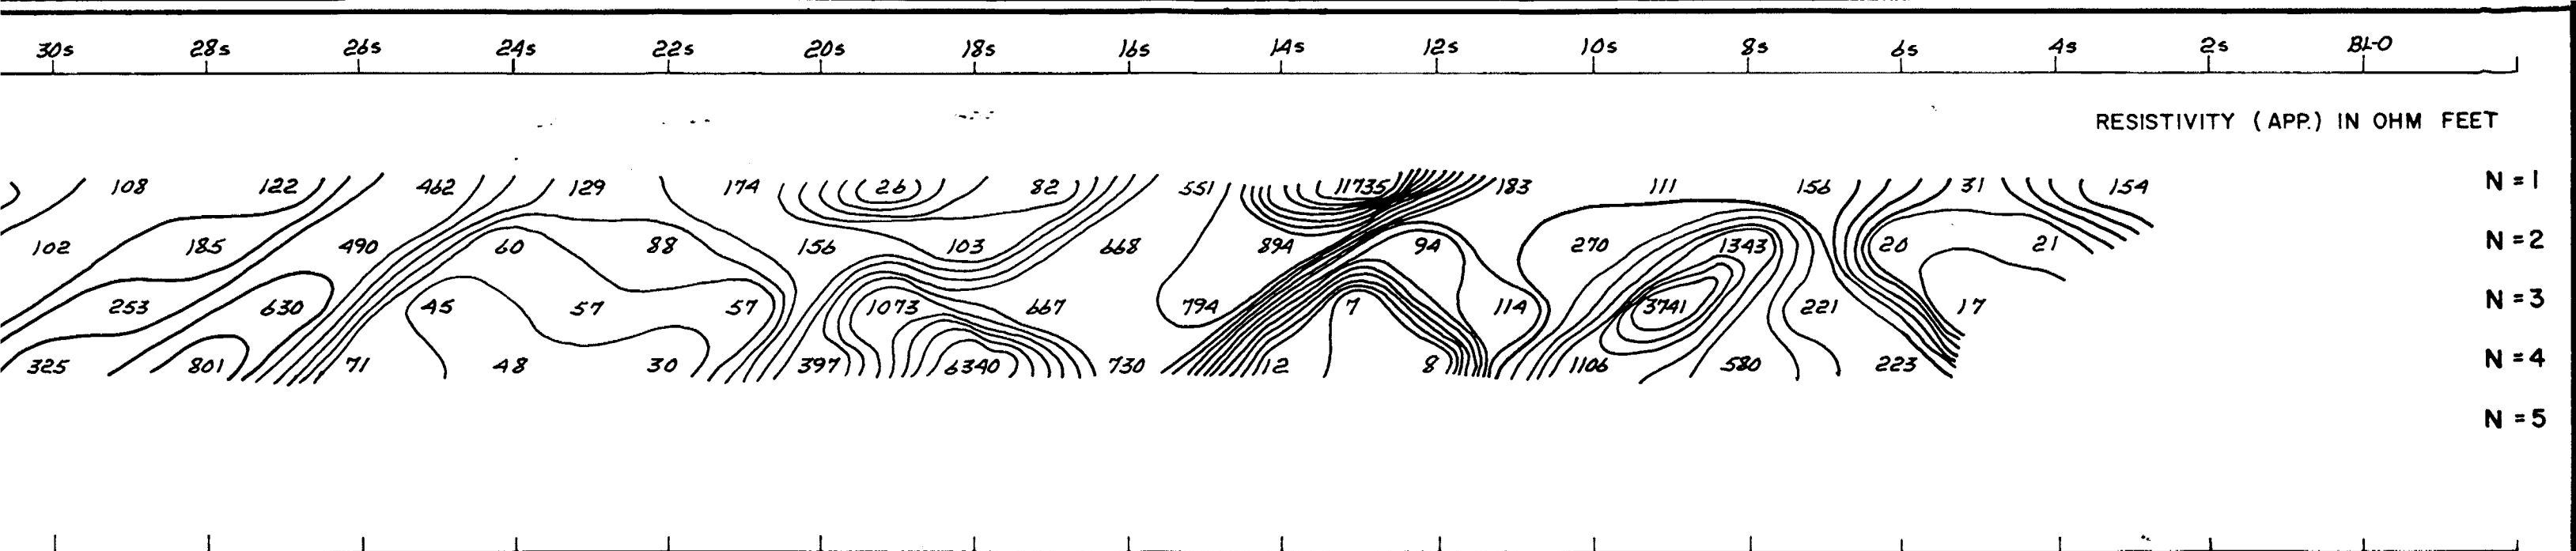 30s 28s 26s 24s 22s 20s 18s 16s 14s 12s 10s 8s 6s 4s 2s BL-0
RESISTIVITY (APP.) IN OHM FEET
108 122 462 129 174 26 82 551 11735 183 111 156 31 154 N=1
102 185 490 60 88 156 103 668 894 94 270 1343 20 21 N=2
253 630 45 57 57 1073 667 794 7 114 3741 221 17 N=3
325 801 71 48 30 397 6340 730 12 8 1106 580 223 N=4
N=5